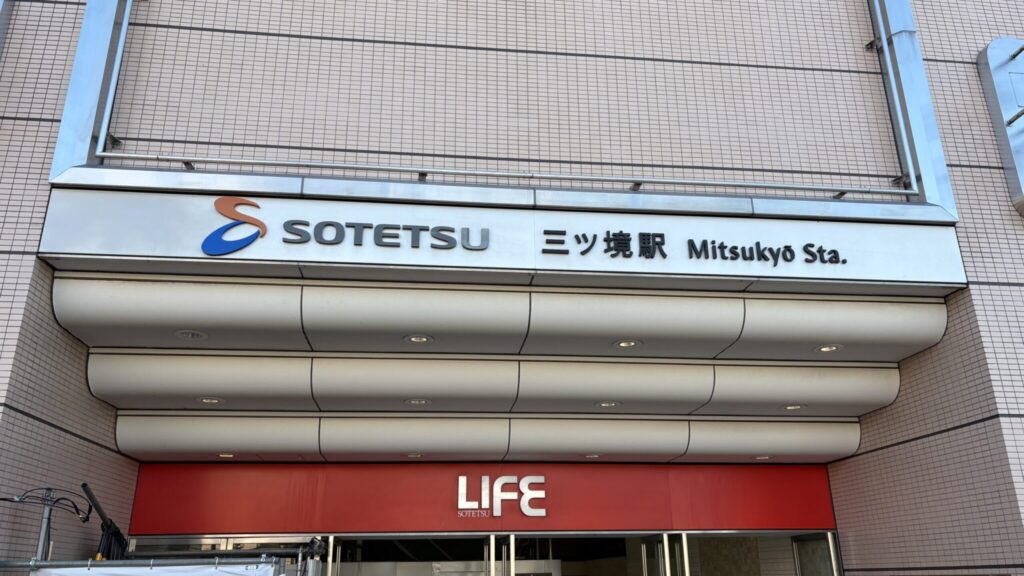 SOTETSU 三ツ境駅 Mitsukyō Sta.
LIFE
SOTETSU